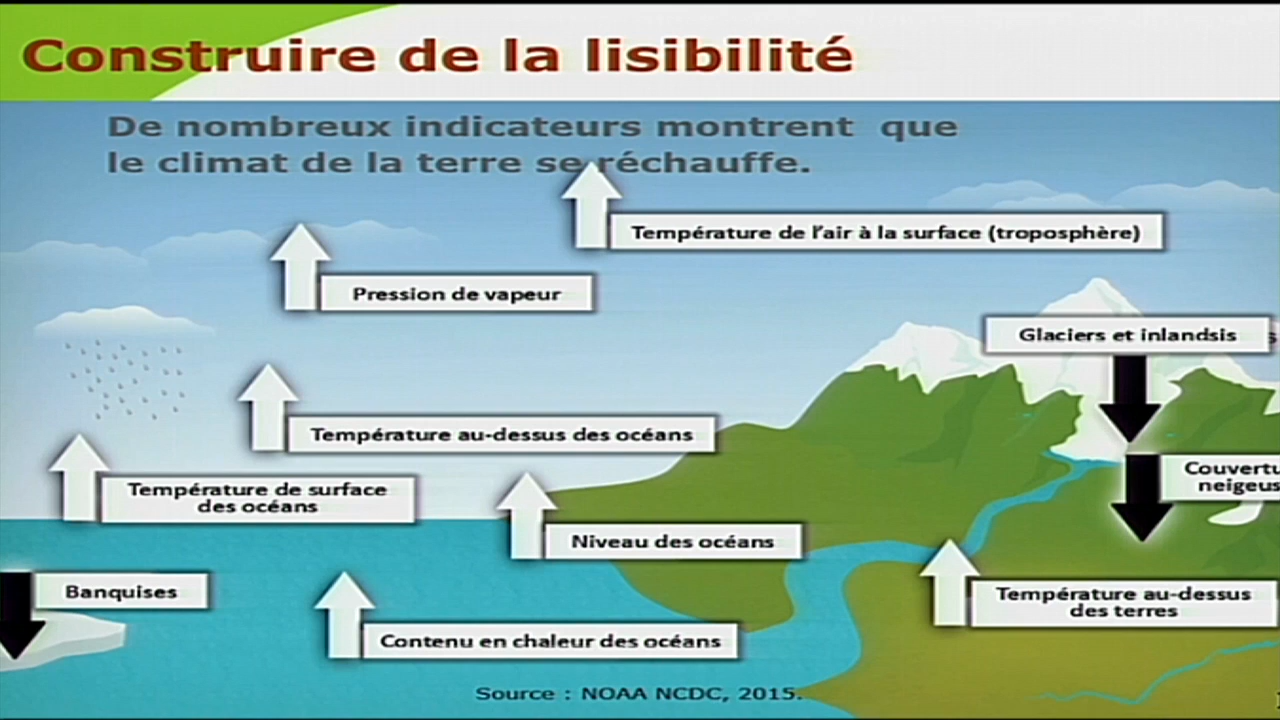 Construire de la lisibilité
De nombreux indicateurs montrent que
le climat de la terre se réchauffe.
Température de l'air à la surface (troposphère)
Pression de vapeur
Glaciers et inlandsis
Température au-dessus des océans
Température de surface
des océans
Niveau des océans
Banquises
Température au-dessus
des terres
Contenu en chaleur des océans
Source : NOAA NCDC, 2015.